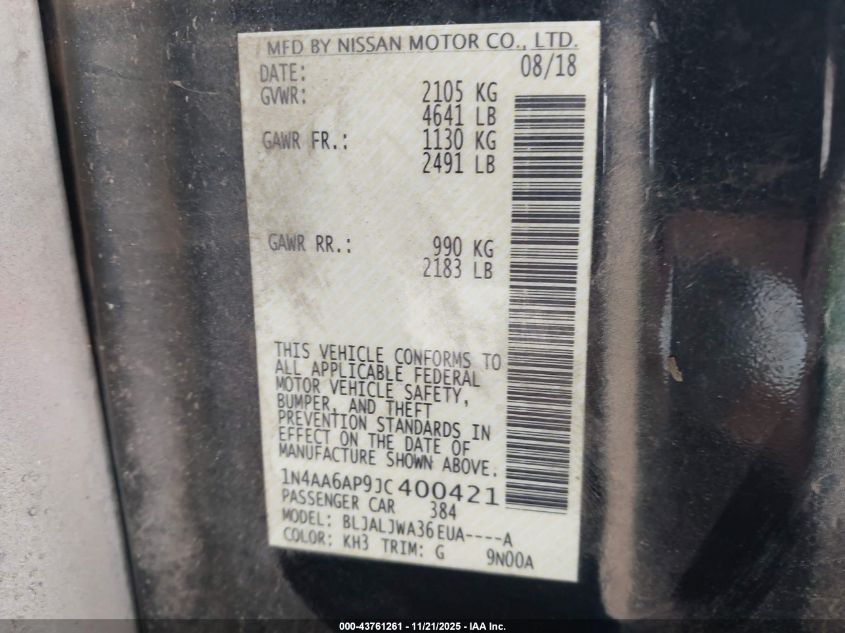 MFD BY NISSAN MOTOR CO., LTD.
DATE: 08/18
GVWR: 2105 KG
4641 LB
GAWR FR.: 1130 KG
2491 LB
GAWR RR.: 990 KG
2183 LB
THIS VEHICLE CONFORMS TO
ALL APPLICABLE FEDERAL
MOTOR VEHICLE SAFETY,
BUMPER, AND THEFT
PREVENTION STANDARDS IN
EFFECT ON THE DATE OF
MANUFACTURE SHOWN ABOVE.
1N4AA6AP9JC400421
PASSENGER CAR 384
MODEL: BLJALJWA36EUA----A
COLOR: KH3 TRIM: G 9N00A
000-43761261 - 11/21/2025 - IAA Inc.